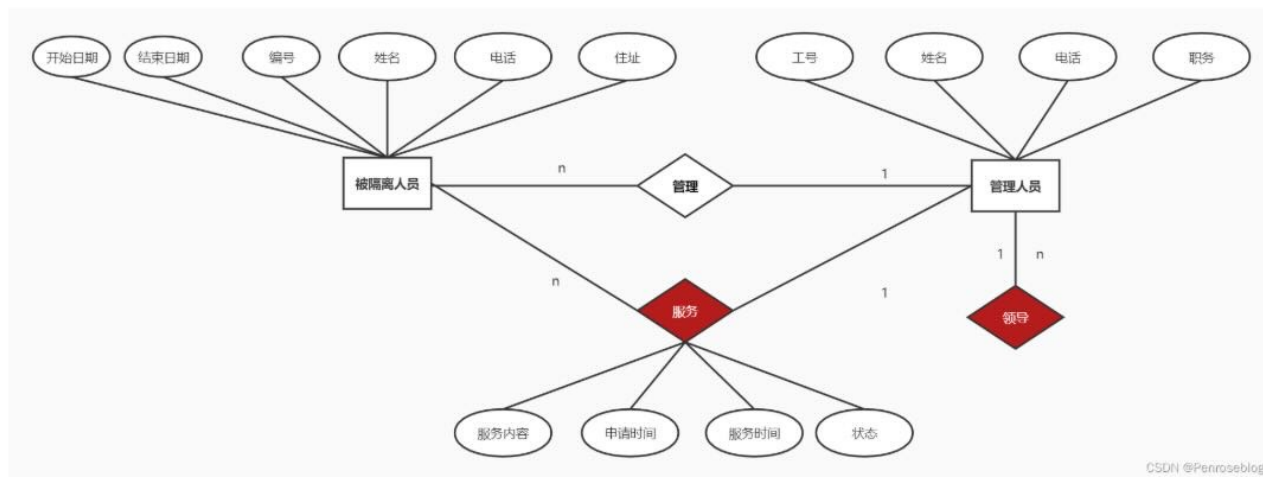 开始日期
结束日期
编号
姓名
电话
住址
工号
姓名
电话
职务
被隔离人员
n
管理
1
管理人员
n
服务
1
1
n
领导
服务内容
申请时间
服务时间
状态
CSDN @Penroseblog